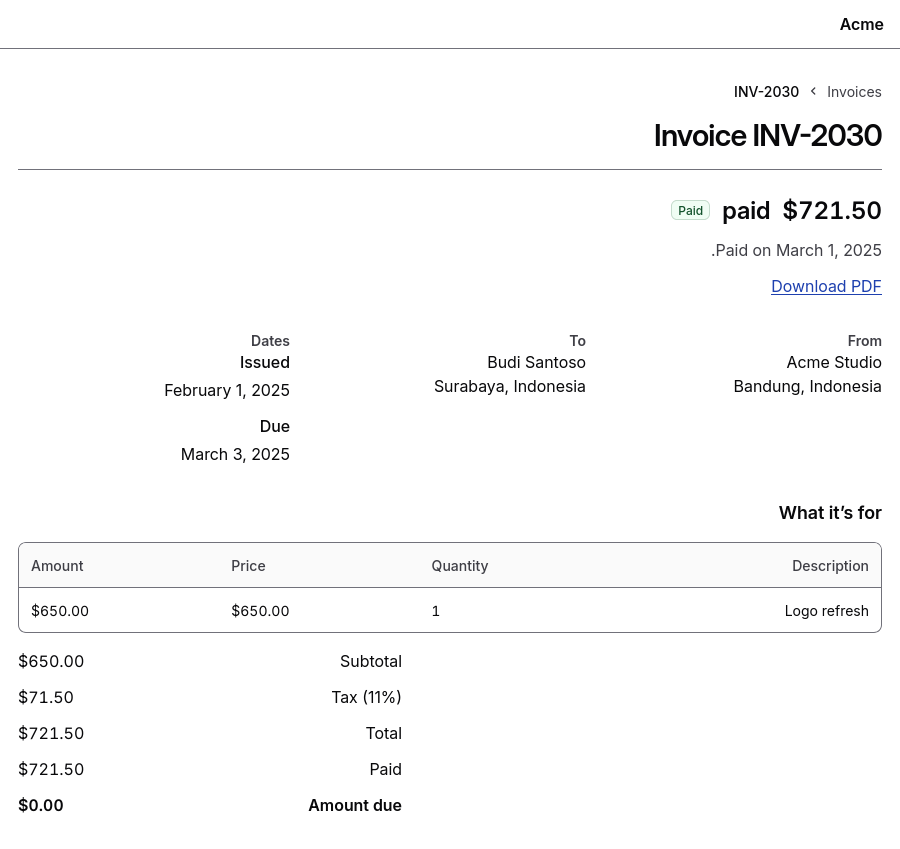 Acme
INV-2030 ‹ Invoices
Invoice INV-2030
Paid paid $721.50
.Paid on March 1, 2025
Download PDF
Dates
Issued
February 1, 2025
Due
March 3, 2025
To
Budi Santoso
Surabaya, Indonesia
From
Acme Studio
Bandung, Indonesia
What it’s for
Amount Price Quantity Description
$650.00 $650.00 1 Logo refresh
$650.00 Subtotal
$71.50 Tax (11%)
$721.50 Total
$721.50 Paid
$0.00 Amount due